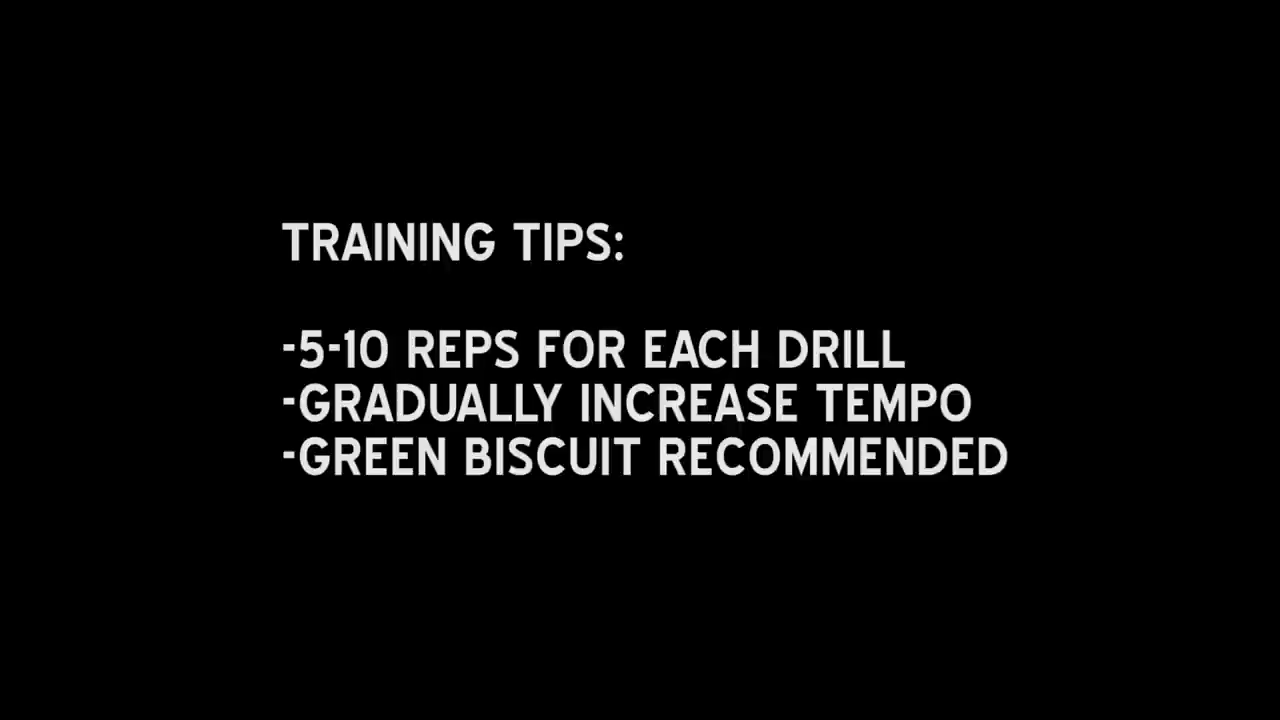 TRAINING TIPS:
-5-10 REPS FOR EACH DRILL
-GRADUALLY INCREASE TEMPO
-GREEN BISCUIT RECOMMENDED